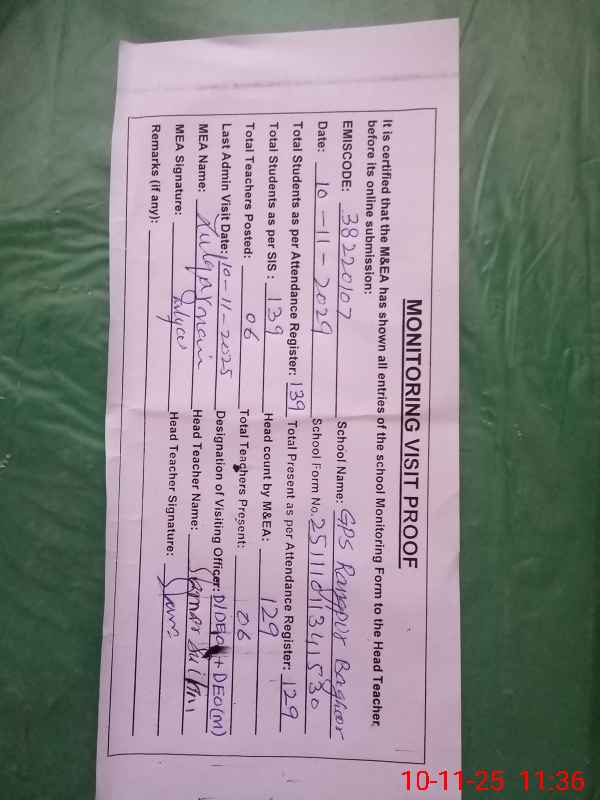 MONITORING VISIT PROOF
It is certified that the M&EA has shown all entries of the school Monitoring Form to the Head Teacher,
before its online submission:
EMISCODE: 38220107 School Name: GPS Rangpur Baghoor
Date: 10-11-2029 School Form No.
Total Students as per Attendance Register: 139 Total Present as per Attendance Register: 129
Total Students as per SIS: 139 Head count by M&EA: 129
Total Teachers Posted: 06 Total Teachers Present: 06
Last Admin Visit Date: 10-11-2025 Designation of Visiting Officer: D/DEO + DEO(M)
MEA Name: Head Teacher Name:
MEA Signature: Head Teacher Signature:
Remarks (if any):
10-11-25 11:36